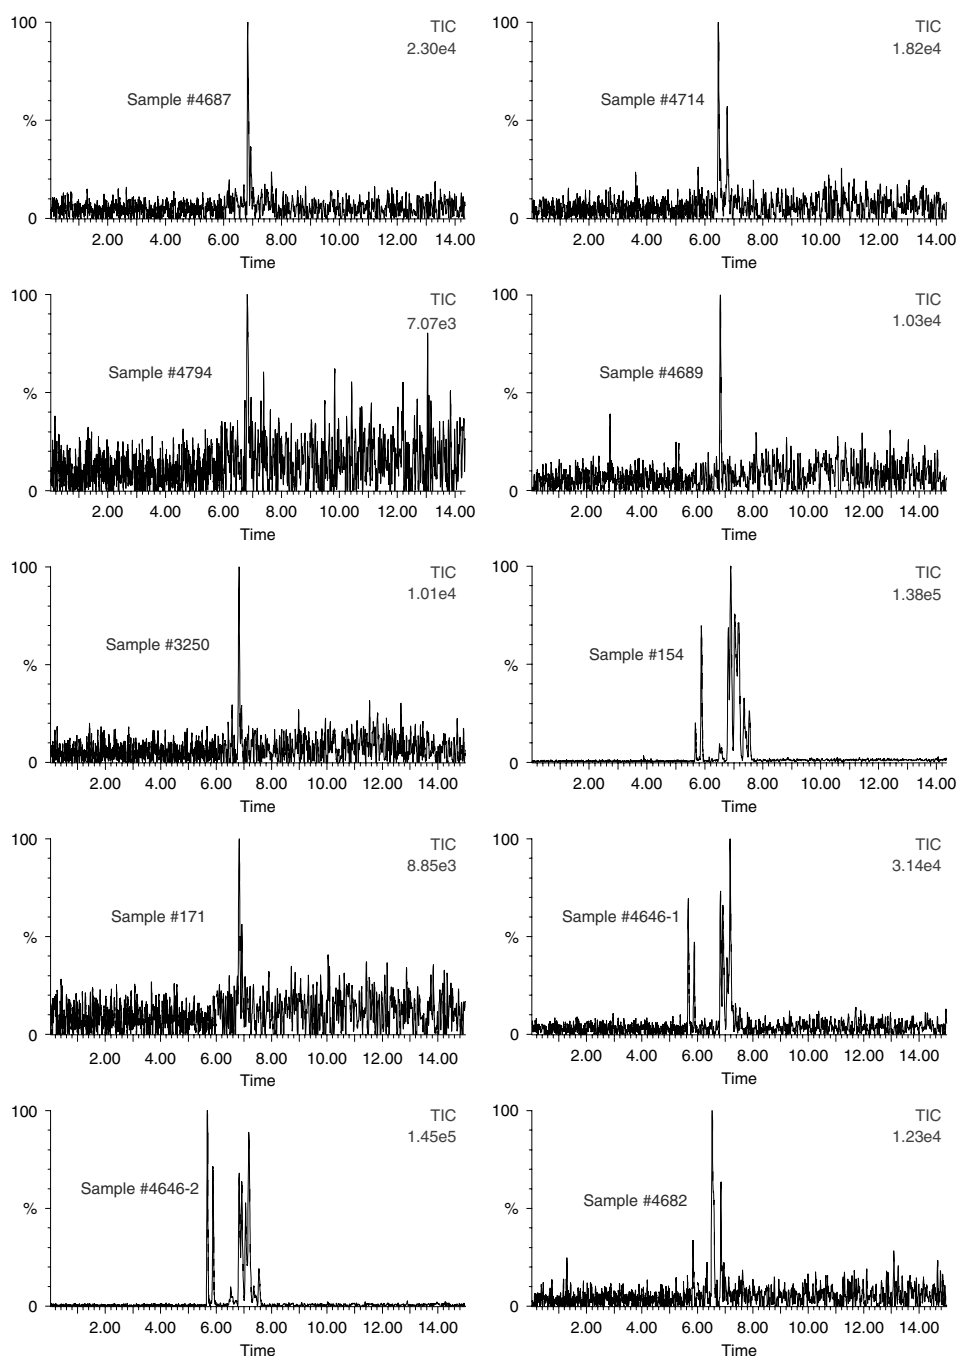 100
TIC
2.30e4
Sample #4687
%
0
2.00 4.00 6.00 8.00 10.00 12.00 14.00
Time
100
TIC
1.82e4
Sample #4714
%
0
2.00 4.00 6.00 8.00 10.00 12.00 14.00
Time
100
TIC
7.07e3
Sample #4794
%
0
2.00 4.00 6.00 8.00 10.00 12.00 14.00
Time
100
TIC
1.03e4
Sample #4689
%
0
2.00 4.00 6.00 8.00 10.00 12.00 14.00
Time
100
TIC
1.01e4
Sample #3250
%
0
2.00 4.00 6.00 8.00 10.00 12.00 14.00
Time
100
TIC
1.38e5
Sample #154
%
0
2.00 4.00 6.00 8.00 10.00 12.00 14.00
Time
100
TIC
8.85e3
Sample #171
%
0
2.00 4.00 6.00 8.00 10.00 12.00 14.00
Time
100
TIC
3.14e4
Sample #4646-1
%
0
2.00 4.00 6.00 8.00 10.00 12.00 14.00
Time
100
TIC
1.45e5
Sample #4646-2
%
0
2.00 4.00 6.00 8.00 10.00 12.00 14.00
Time
100
TIC
1.23e4
Sample #4682
%
0
2.00 4.00 6.00 8.00 10.00 12.00 14.00
Time